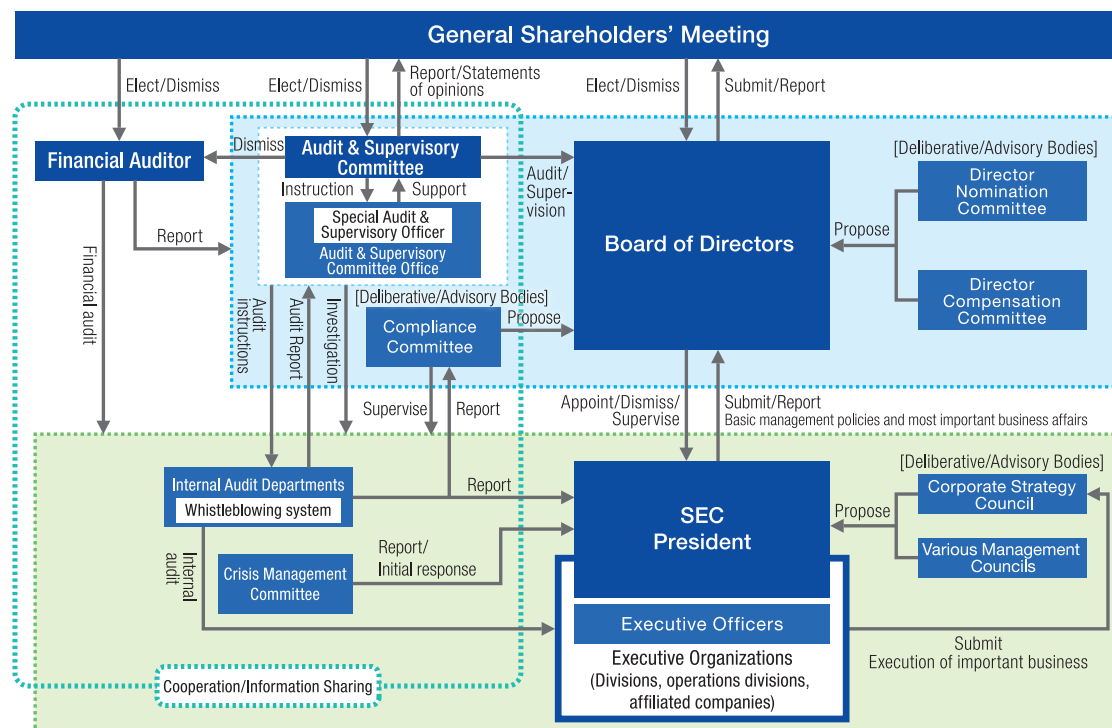 General Shareholders' Meeting
Elect/Dismiss
Elect/Dismiss
Report/Statements
of opinions
Elect/Dismiss
Submit/Report
Financial Auditor
Dismiss
Audit & Supervisory
Committee
Instruction
Support
Special Audit &
Supervisory Officer
Audit & Supervisory
Committee Office
Audit/
Super-
vision
Board of Directors
[Deliberative/Advisory Bodies]
Director
Nomination
Committee
Propose
Director
Compensation
Committee
Report
Financial audit
Audit
instructions
Audit Report
Investigation
[Deliberative/Advisory Bodies]
Compliance
Committee
Propose
Supervise
Report
Appoint/Dismiss/
Supervise
Submit/Report
Basic management policies and most important business affairs
Internal Audit Departments
Whistleblowing system
Report
SEC
President
[Deliberative/Advisory Bodies]
Corporate Strategy
Council
Propose
Various Management
Councils
Internal
audit
Crisis Management
Committee
Report/
Initial response
Executive Officers
Executive Organizations
(Divisions, operations divisions,
affiliated companies)
Submit
Execution of important business
Cooperation/Information Sharing